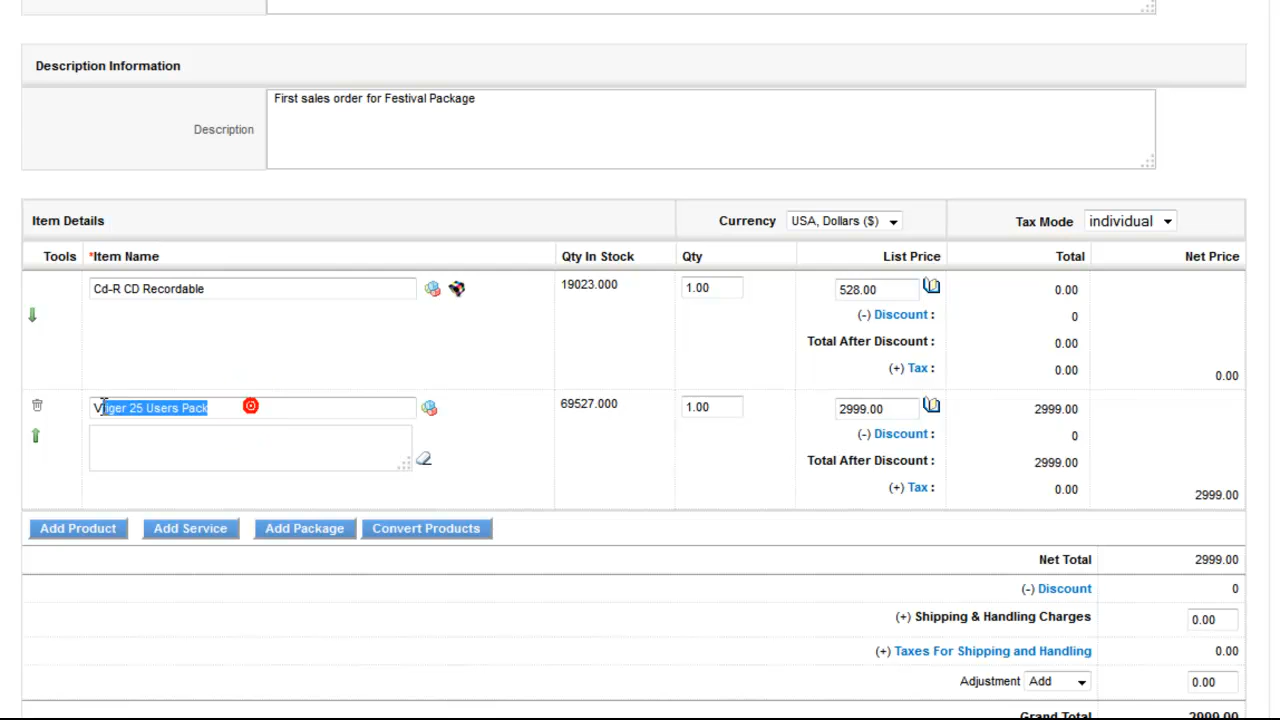 Description Information
First sales order for Festival Package
Description
Item Details
Currency USA, Dollars ($)
Tax Mode individual
Tools *Item Name Qty In Stock Qty List Price Total Net Price
Cd-R CD Recordable 19023.000 1.00 528.00 0.00
(-) Discount : 0
Total After Discount : 0.00
(+) Tax : 0.00
0.00
Vtiger 25 Users Pack 69527.000 1.00 2999.00 2999.00
(-) Discount : 0
Total After Discount : 2999.00
(+) Tax : 0.00
2999.00
Add Product Add Service Add Package Convert Products
Net Total 2999.00
(-) Discount 0
(+) Shipping & Handling Charges 0.00
(+) Taxes For Shipping and Handling 0.00
Adjustment Add 0.00
Grand Total 2999.00